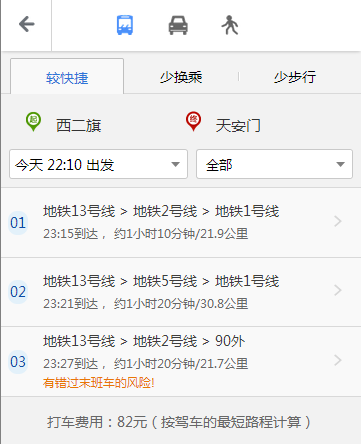 较快捷 少换乘 少步行
起 西二旗 终 天安门
今天 22:10 出发 全部
01 地铁13号线 > 地铁2号线 > 地铁1号线
23:15到达，约1小时10分钟/21.9公里
02 地铁13号线 > 地铁5号线 > 地铁1号线
23:21到达，约1小时20分钟/30.8公里
03 地铁13号线 > 地铁2号线 > 90外
23:27到达，约1小时20分钟/21.7公里
有错过末班车的风险!
打车费用：82元（按驾车的最短路程计算）